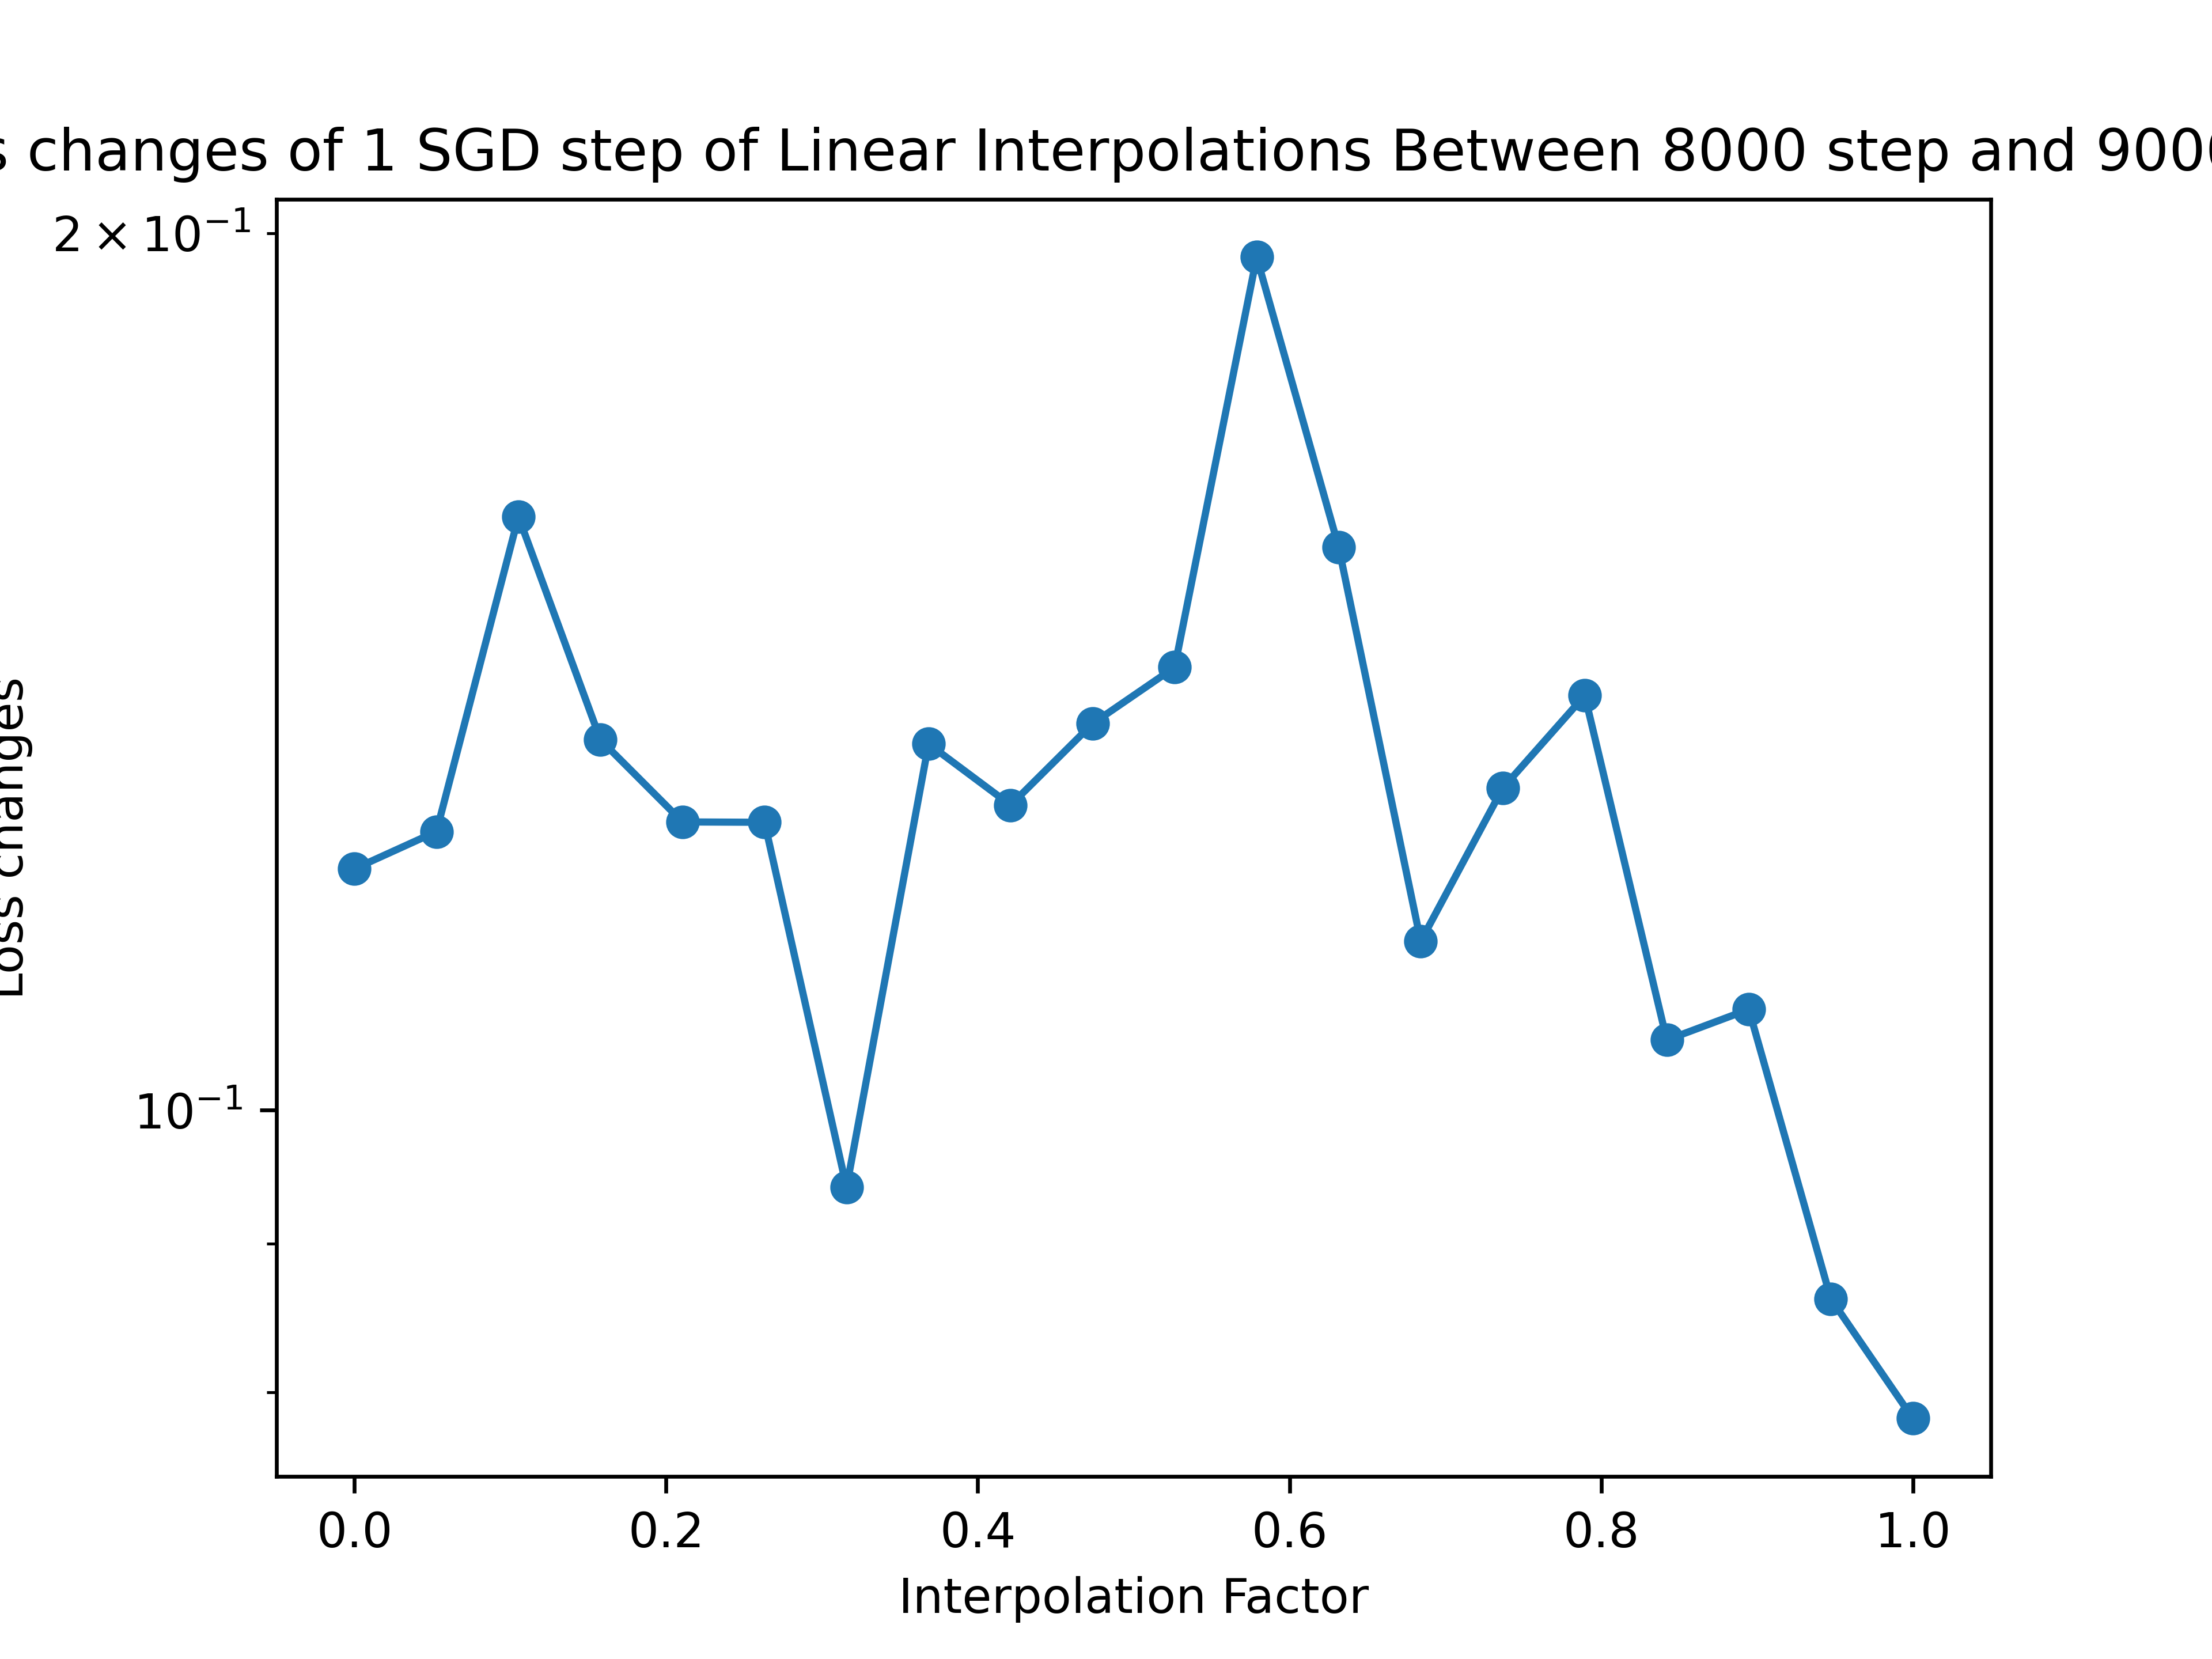 changes of 1 SGD step of Linear Interpolations Between 8000 step and 900
2 × 10⁻¹
Loss changes
10⁻¹
0.0 0.2 0.4 0.6 0.8 1.0
Interpolation Factor